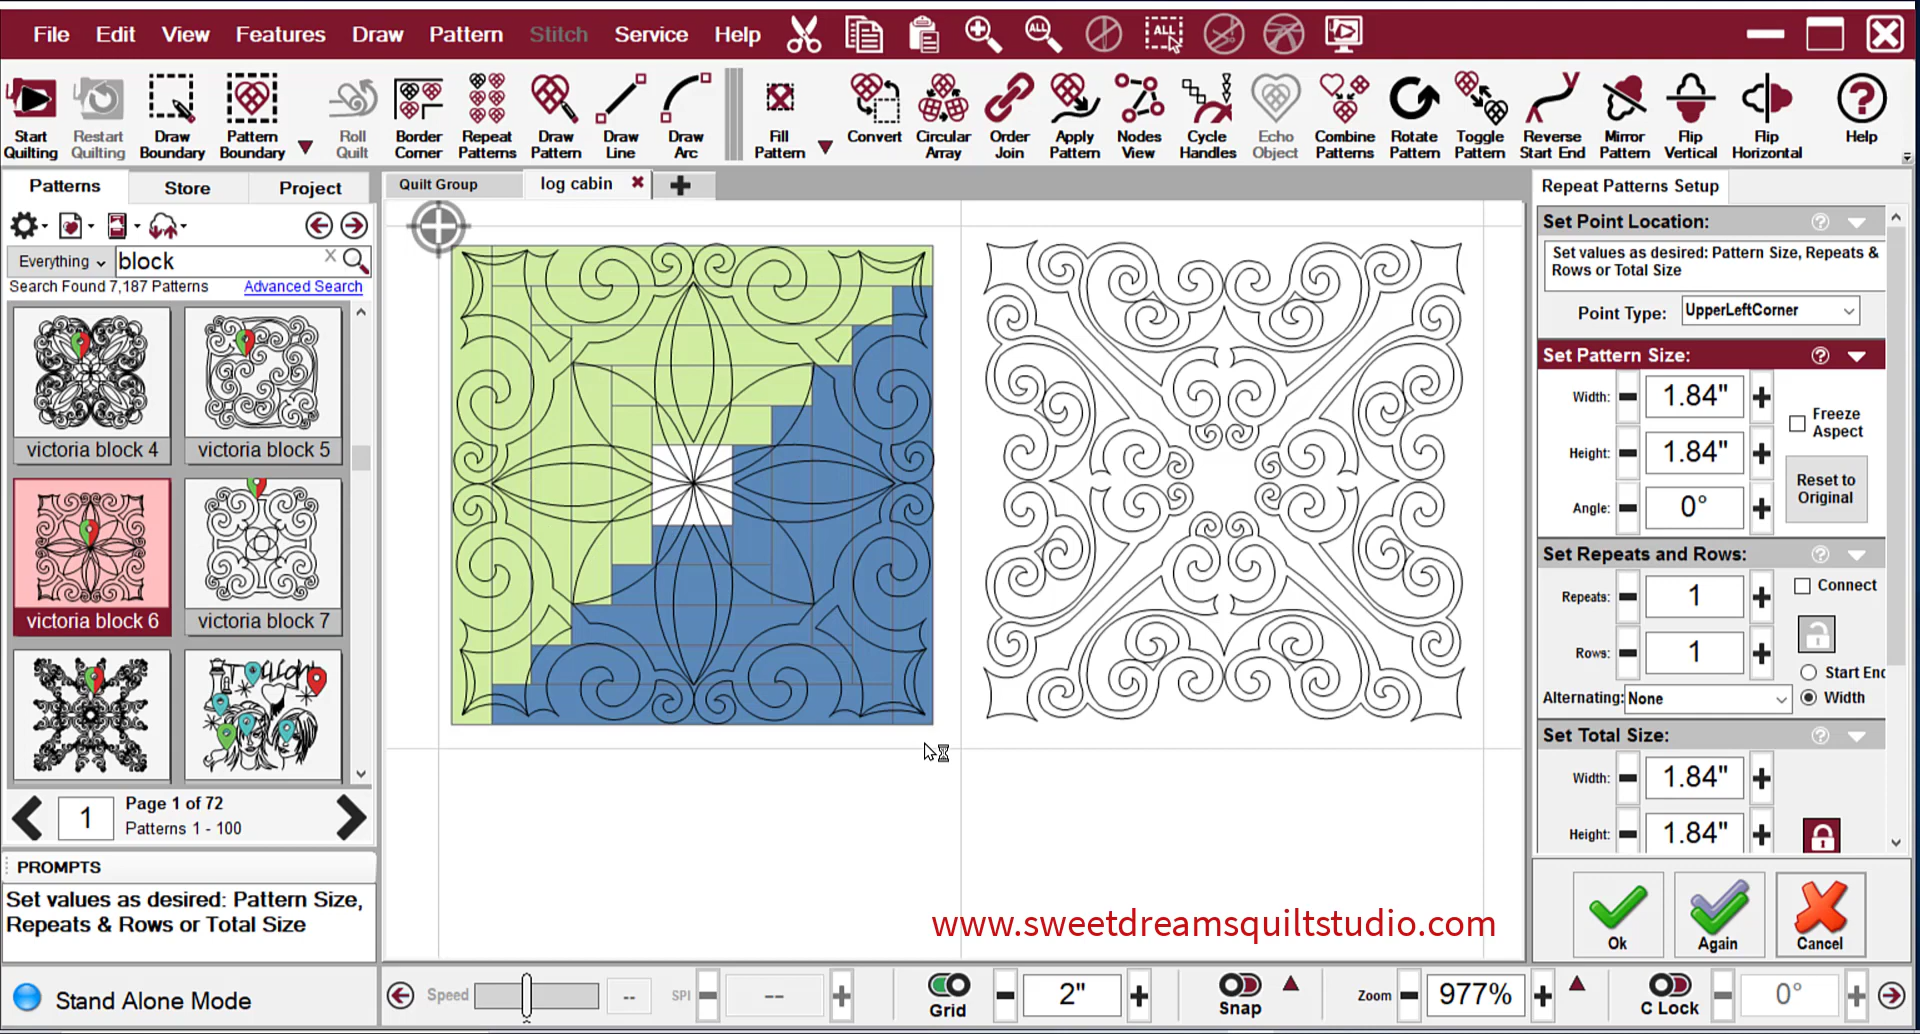 File Edit View Features Draw Pattern Stitch Service Help
ALL ALL
Start Quilting
Restart Quilting
Draw Boundary
Pattern Boundary
Roll Quilt
Border Corner
Repeat Patterns
Draw Pattern
Draw Line
Draw Arc
Fill Pattern
Convert
Circular Array
Order Join
Apply Pattern
Nodes View
Cycle Handles
Echo Object
Combine Patterns
Rotate Pattern
Toggle Pattern
Reverse Start End
Mirror Pattern
Flip Vertical
Flip Horizontal
Help
Patterns Store Project
Everything block X
Search Found 7,187 Patterns Advanced Search
victoria block 4 victoria block 5
victoria block 6 victoria block 7
1 Page 1 of 72
Patterns 1 - 100
PROMPTS
Set values as desired: Pattern Size,
Repeats & Rows or Total Size
Stand Alone Mode
Quilt Group log cabin
www.sweetdreamsquiltstudio.com
Repeat Patterns Setup
Set Point Location:
Set values as desired: Pattern Size, Repeats &
Rows or Total Size
Point Type: UpperLeftCorner
Set Pattern Size:
Width: 1.84"
Freeze
Aspect
Height: 1.84"
Reset to
Original
Angle: 0°
Set Repeats and Rows:
Connect
Repeats: 1
Rows: 1
Start End
Alternating: None Width
Set Total Size:
Width: 1.84"
Height: 1.84"
Ok Again Cancel
Speed -- SPI -- Grid 2" Snap Zoom 977% C Lock 0°